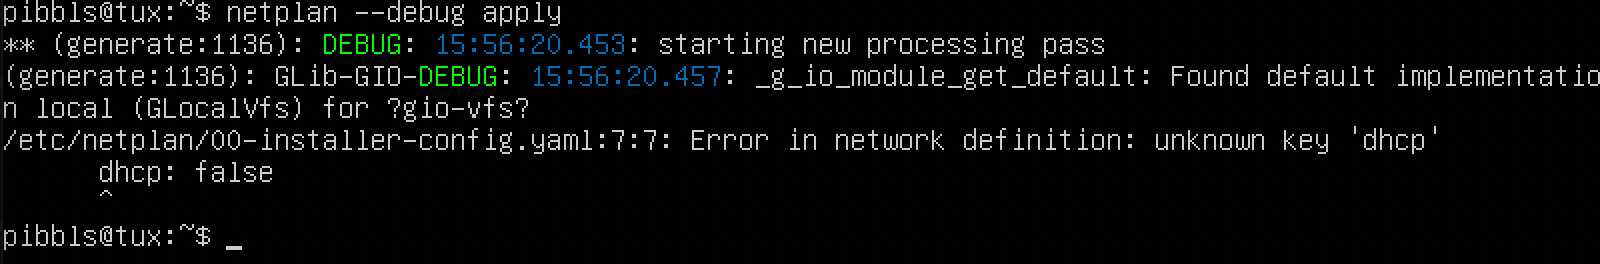 pibbls@tux:~$ netplan --debug apply
** (generate:1136): DEBUG: 15:56:20.453: starting new processing pass
(generate:1136): GLib-GIO-DEBUG: 15:56:20.457: _g_io_module_get_default: Found default implementatio
n local (GLocalVfs) for ?gio-vfs?
/etc/netplan/00-installer-config.yaml:7:7: Error in network definition: unknown key 'dhcp'
      dhcp: false
      ^
pibbls@tux:~$ _